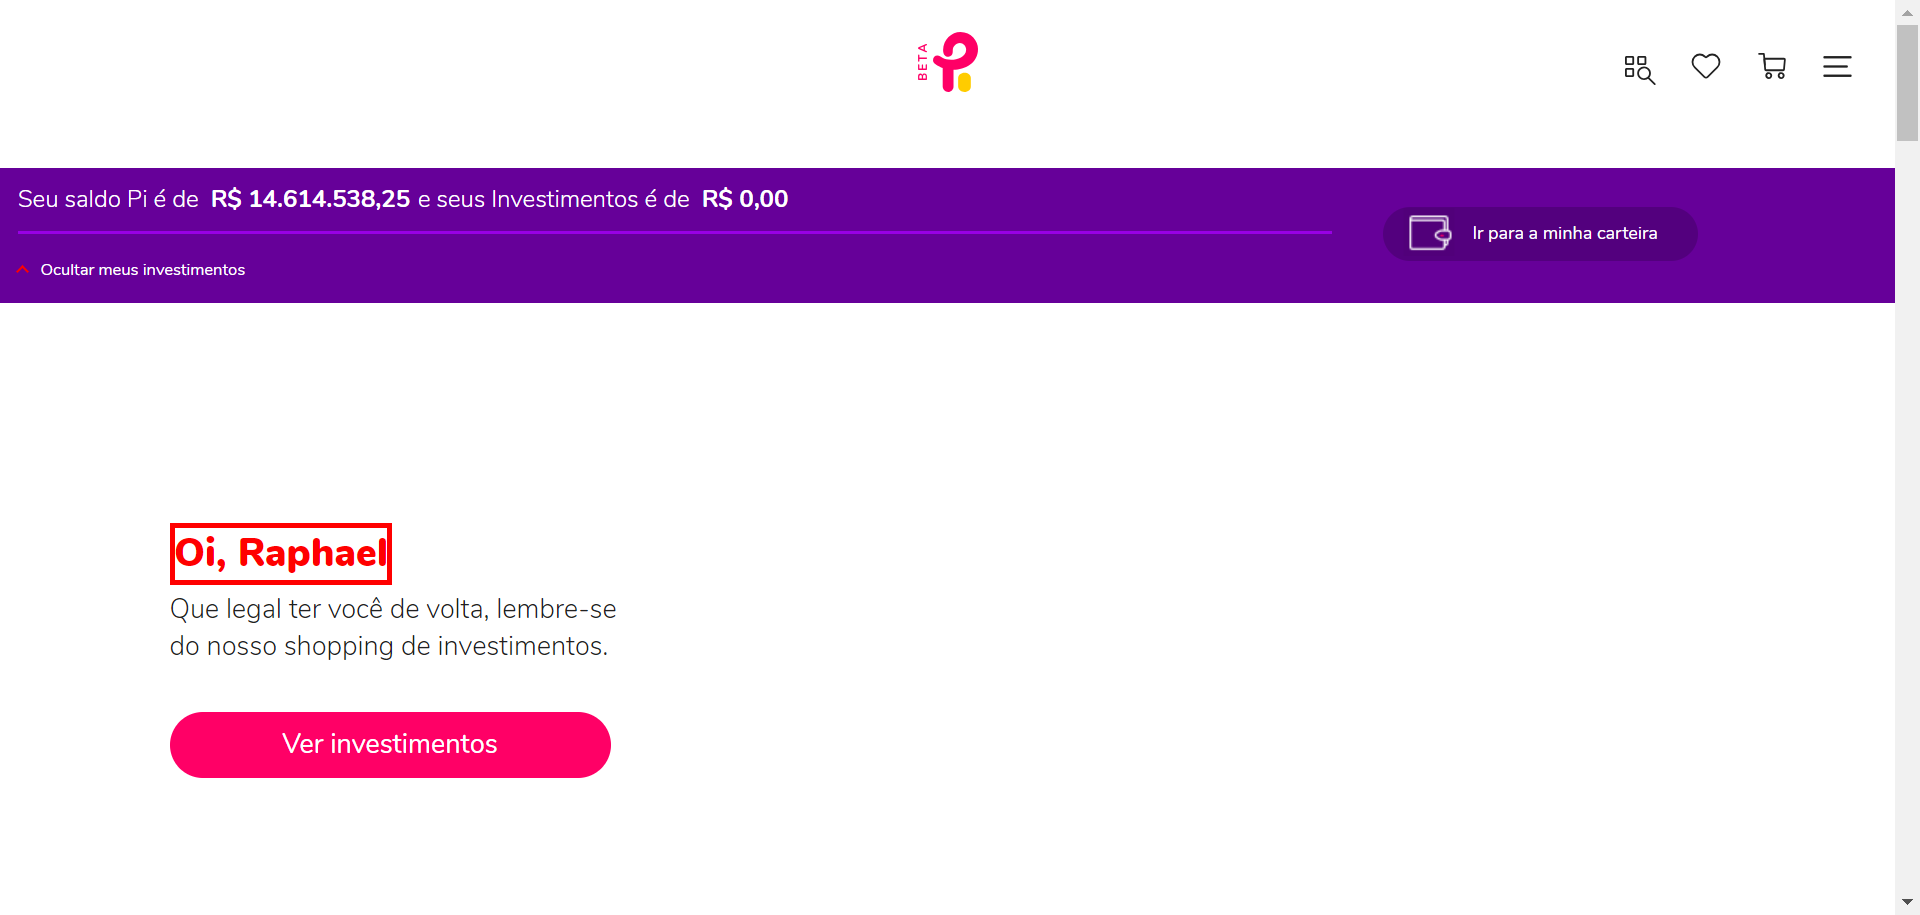 BETA
Pi
Seu saldo Pi é de R$ 14.614.538,25 e seus Investimentos é de R$ 0,00
Ir para a minha carteira
Ocultar meus investimentos
Oi, Raphael
Que legal ter você de volta, lembre-se
do nosso shopping de investimentos.
Ver investimentos